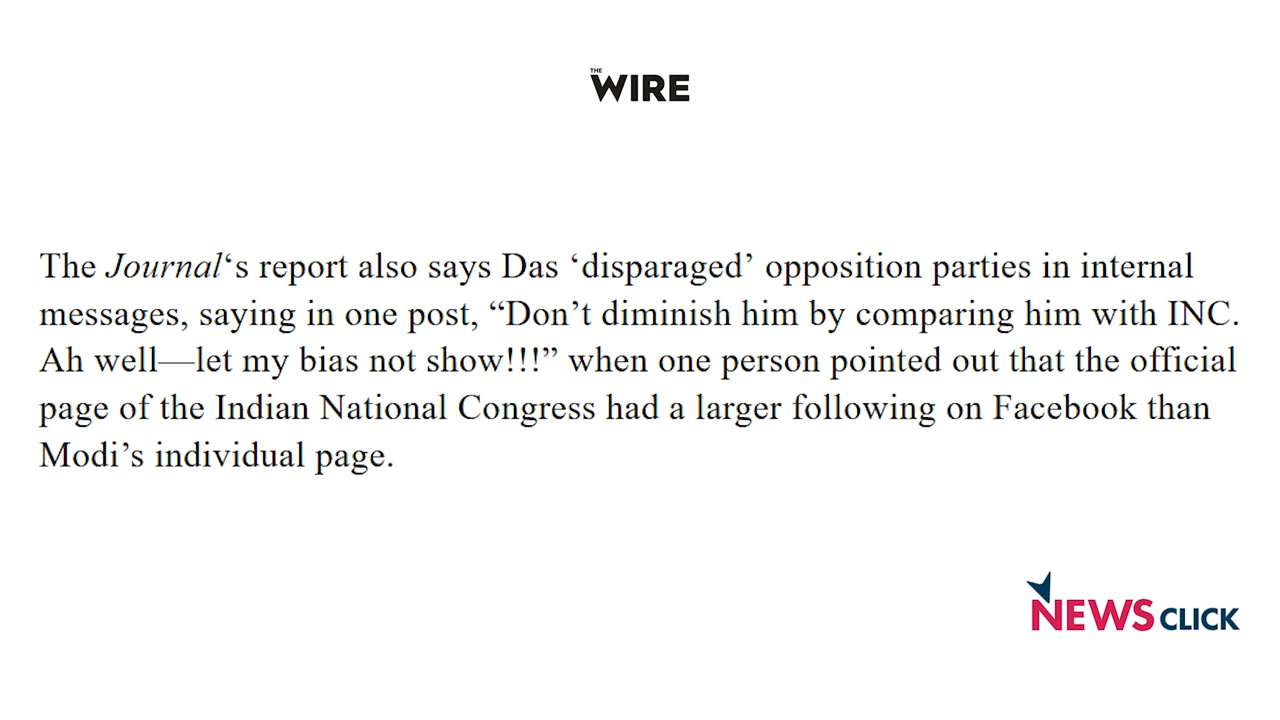 THE
WIRE
The Journal‘s report also says Das ‘disparaged’ opposition parties in internal
messages, saying in one post, “Don’t diminish him by comparing him with INC.
Ah well—let my bias not show!!!” when one person pointed out that the official
page of the Indian National Congress had a larger following on Facebook than
Modi’s individual page.
NEWSCLICK